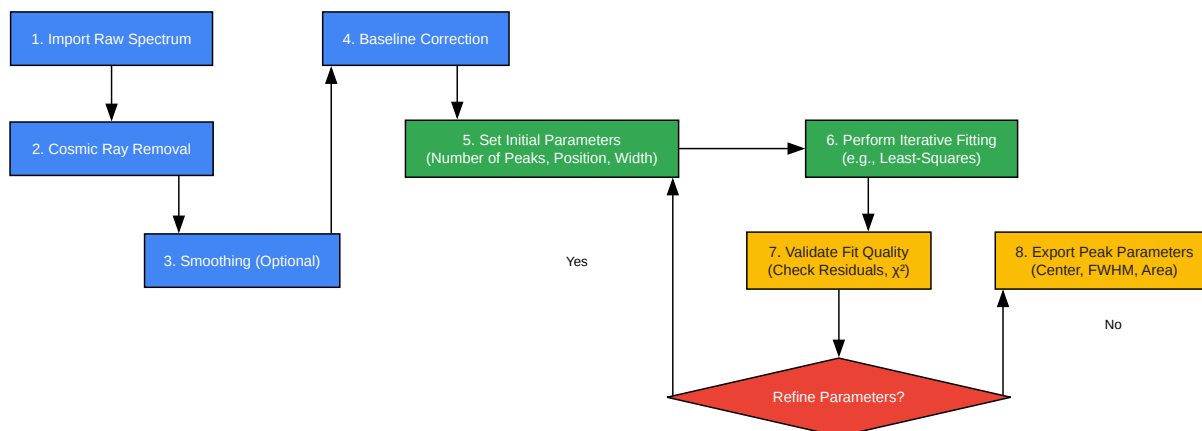 1. Import Raw Spectrum
2. Cosmic Ray Removal
3. Smoothing (Optional)
4. Baseline Correction
5. Set Initial Parameters
(Number of Peaks, Position, Width)
6. Perform Iterative Fitting
(e.g., Least-Squares)
7. Validate Fit Quality
(Check Residuals, χ²)
8. Export Peak Parameters
(Center, FWHM, Area)
Yes
No
Refine Parameters?